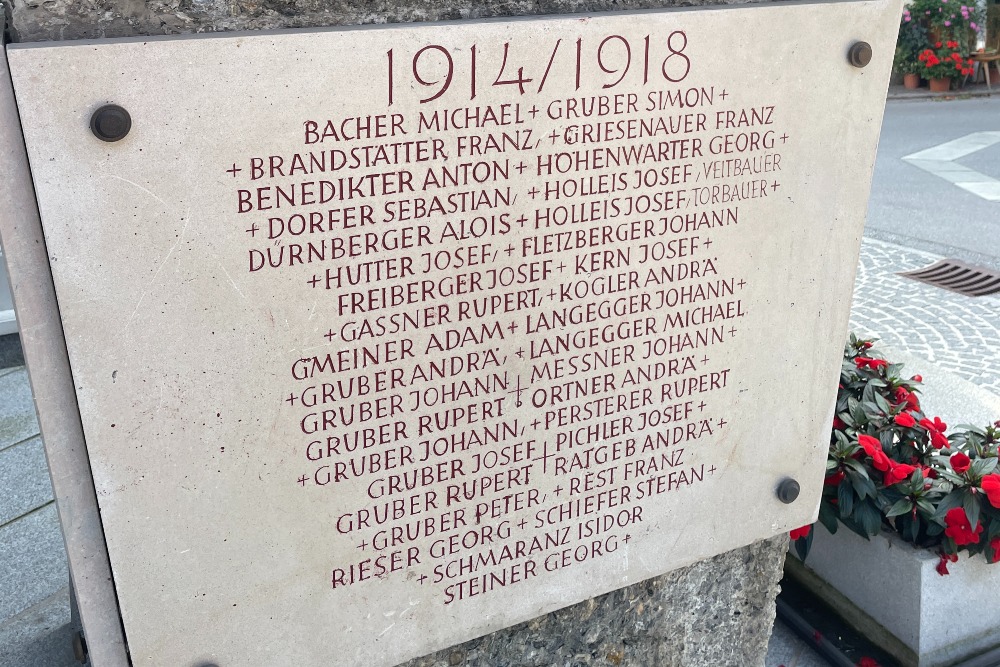 1914/1918
BACHER MICHAEL + GRUBER SIMON +
+ BRANDSTÄTTER FRANZ, + GRIESENAUER FRANZ
BENEDIKTER ANTON + HÖHENWARTER GEORG +
+ DORFER SEBASTIAN, + HOLLEIS JOSEF, VEITBAUER
DÜRNBERGER ALOIS + HOLLEIS JOSEF, TORBAUER +
+ HUTTER JOSEF, + FLETZBERGER JOHANN
FREIBERGER JOSEF + KERN JOSEF +
+ GASSNER RUPERT, + KOGLER ANDRÄ
GMEINER ADAM + LANGEGGER JOHANN +
+ GRUBER ANDRÄ, + LANGEGGER MICHAEL
GRUBER JOHANN + MESSNER JOHANN +
GRUBER RUPERT + ORTNER ANDRÄ +
+ GRUBER JOHANN, + PERSTERER RUPERT
GRUBER JOSEF + PICHLER JOSEF +
GRUBER RUPERT + RATGEB ANDRÄ +
+ GRUBER PETER, + REST FRANZ
RIESER GEORG + SCHIEFER STEFAN +
+ SCHMARANZ ISIDOR
STEINER GEORG +